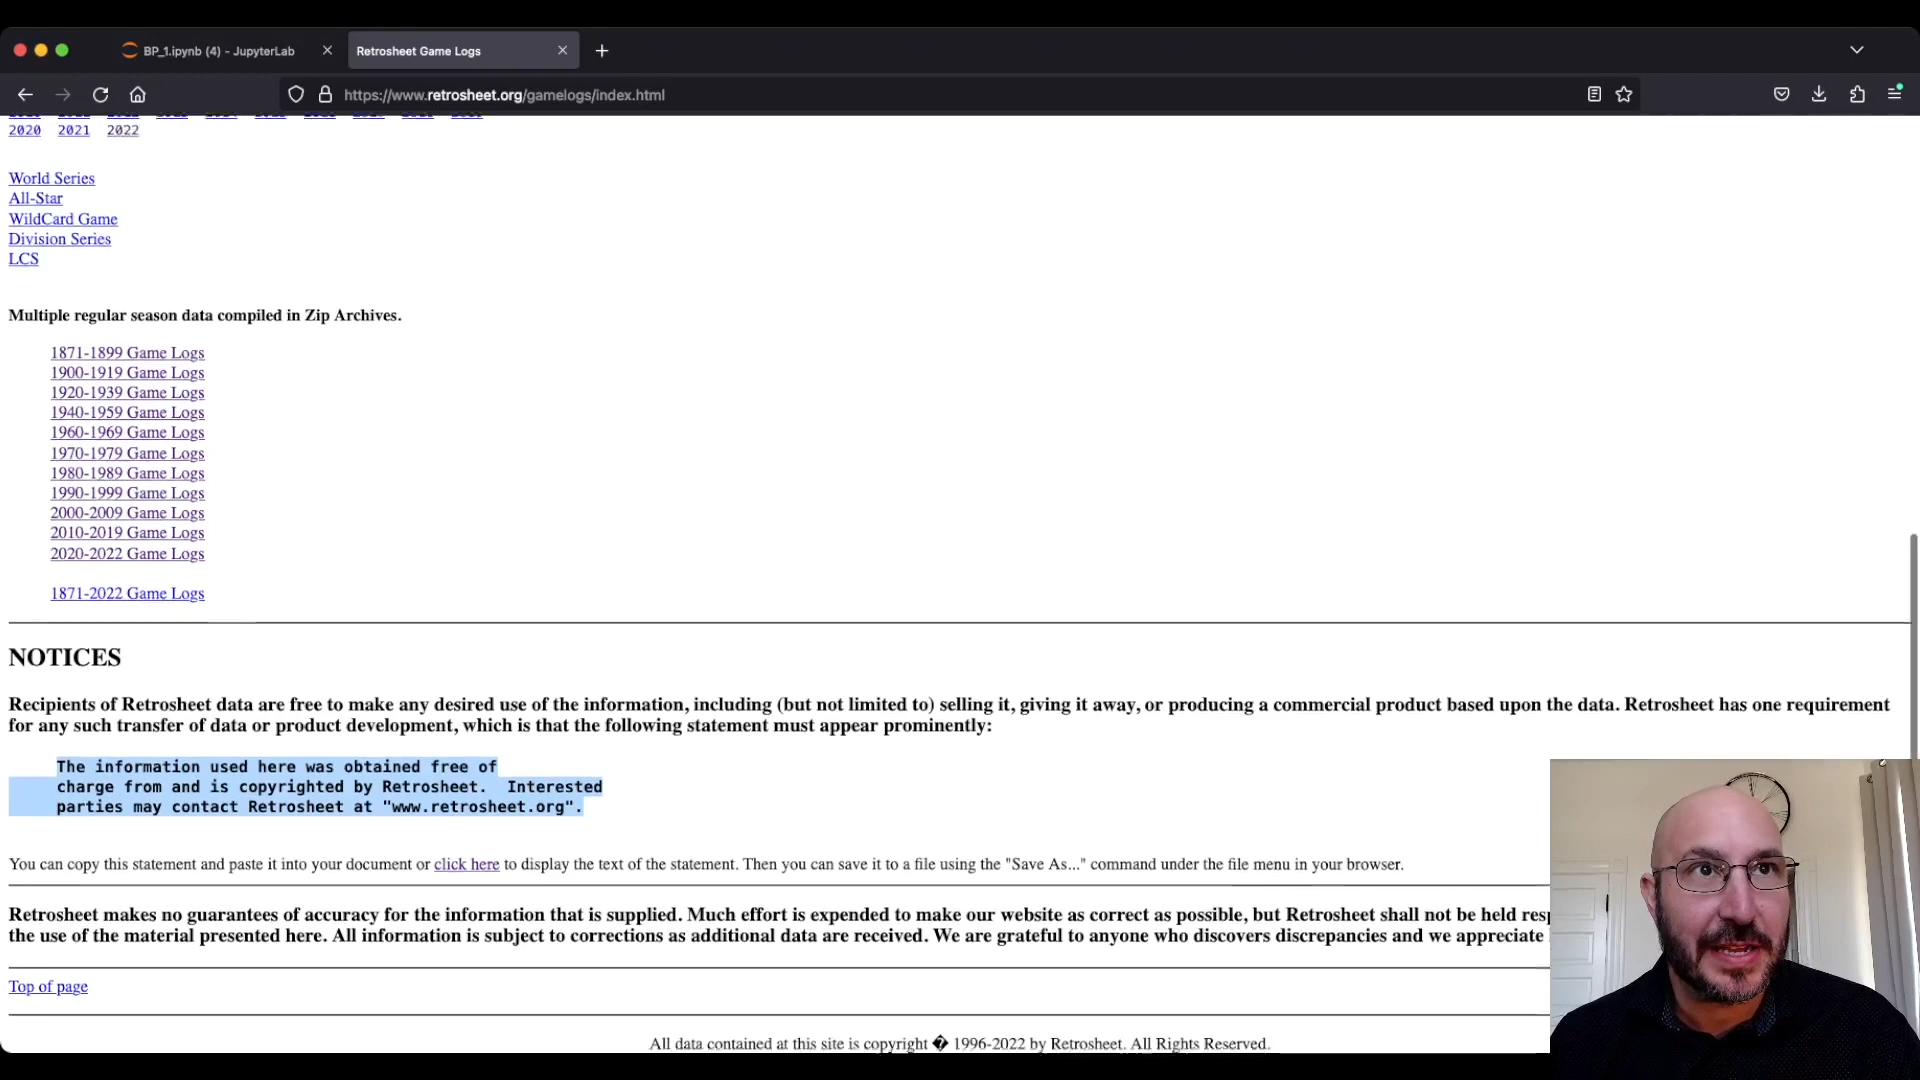 BP_1.ipynb (4) - JupyterLab
Retrosheet Game Logs
https://www.retrosheet.org/gamelogs/index.html
2020 2021 2022
World Series
All-Star
WildCard Game
Division Series
LCS
Multiple regular season data compiled in Zip Archives.
1871-1899 Game Logs
1900-1919 Game Logs
1920-1939 Game Logs
1940-1959 Game Logs
1960-1969 Game Logs
1970-1979 Game Logs
1980-1989 Game Logs
1990-1999 Game Logs
2000-2009 Game Logs
2010-2019 Game Logs
2020-2022 Game Logs
1871-2022 Game Logs
NOTICES
Recipients of Retrosheet data are free to make any desired use of the information, including (but not limited to) selling it, giving it away, or producing a commercial product based upon the data. Retrosheet has one requirement
for any such transfer of data or product development, which is that the following statement must appear prominently:
The information used here was obtained free of
charge from and is copyrighted by Retrosheet. Interested
parties may contact Retrosheet at "www.retrosheet.org".
You can copy this statement and paste it into your document or click here to display the text of the statement. Then you can save it to a file using the "Save As..." command under the file menu in your browser.
Retrosheet makes no guarantees of accuracy for the information that is supplied. Much effort is expended to make our website as correct as possible, but Retrosheet shall not be held
the use of the material presented here. All information is subject to corrections as additional data are received. We are grateful to anyone who discovers discrepancies and we appreciate
Top of page
All data contained at this site is copyright � 1996-2022 by Retrosheet. All Rights Reserved.